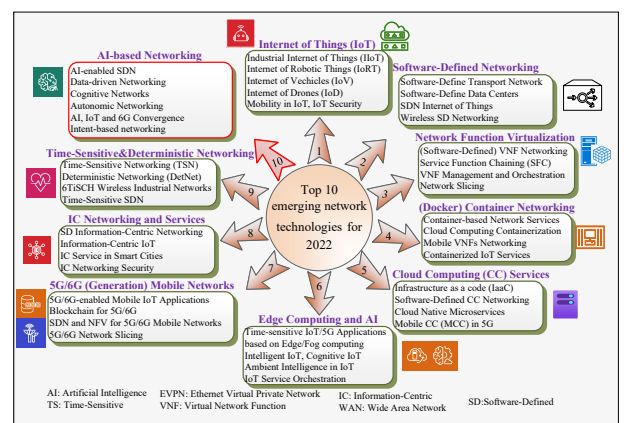 Internet of Things (IoT)
Industrial Internet of Things (IIoT)
Internet of Robotic Things (IoRT)
Internet of Vechicles (IoV)
Internet of Drones (IoD)
Mobility in IoT, IoT Security
Software-Defined Networking
Software-Define Transport Network
Software-Define Data Centers
SDN Internet of Things
Wireless SD Networking
Network Function Virtualization
(Software-Defined) VNF Networking
Service Function Chaining (SFC)
VNF Management and Orchestration
Network Slicing
(Docker) Container Networking
Container-based Network Services
Cloud Computing Containerization
Mobile VNFs Networking
Containerized IoT Services
Cloud Computing (CC) Services
Infrastructure as a code (IaaC)
Software-Defined CC Networking
Cloud Native Microservices
Mobile CC (MCC) in 5G
Edge Computing and AI
Time-sensitive IoT/5G Applications
based on Edge/Fog computing
Intelligent IoT, Cognitive IoT
Ambient Intelligence in IoT
IoT Service Orchestration
5G/6G (Generation) Mobile Networks
5G/6G-enabled Mobile IoT Applications
Blockchain for 5G/6G
SDN and NFV for 5G/6G Mobile Networks
5G/6G Network Slicing
IC Networking and Services
SD Information-Centric Networking
Information-Centric IoT
IC Service in Smart Cities
IC Networking Security
Time-Sensitive&Deterministic Networking
Time-Sensitive Networking (TSN)
Deterministic Networking (DetNet)
6TiSCH Wireless Industrial Networks
Time-Sensitive SDN
AI-based Networking
AI-enabled SDN
Data-driven Networking
Cognitive Networks
Autonomic Networking
AI, IoT and 6G Convergence
Intent-based networking
1
2
3
4
5
6
7
8
9
10
Top 10
emerging network
technologies for
2022
AI: Artificial Intelligence
EVPN: Ethernet Virtual Private Network
IC: Information-Centric
SD:Software-Defined
TS: Time-Sensitive
VNF: Virtual Network Function
WAN: Wide Area Network